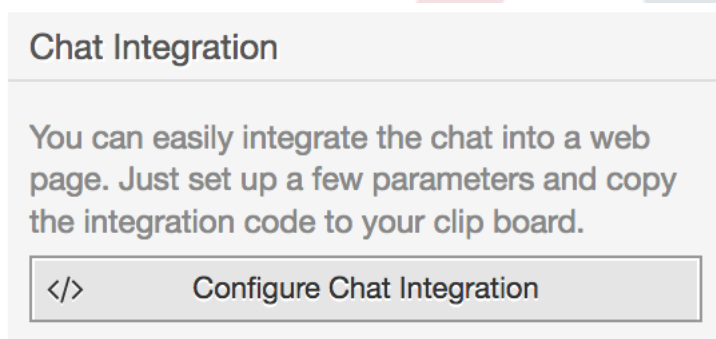 Chat Integration
You can easily integrate the chat into a web
page. Just set up a few parameters and copy
the integration code to your clip board.
</> Configure Chat Integration